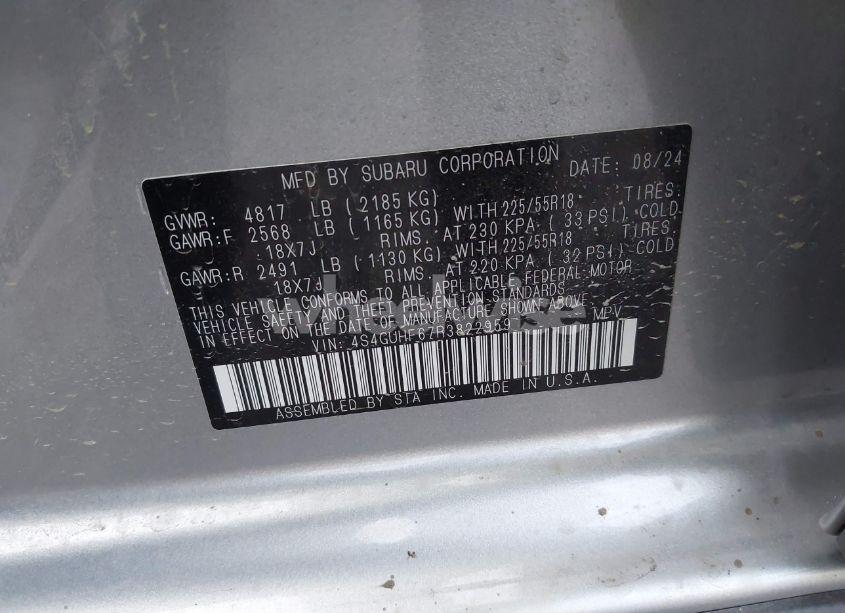 MFD BY SUBARU CORPORATION DATE: 08/24
GVWR: 4817 LB (2185 KG)
GAWR:F 2568 LB (1165 KG) WITH 225/55R18 TIRES.
18X7J RIMS. AT 230 KPA (33 PSI) COLD
GAWR:R 2491 LB (1130 KG) WITH 225/55R18 TIRES.
18X7J RIMS. AT 220 KPA (32 PSI) COLD
THIS VEHICLE CONFORMS TO ALL APPLICABLE FEDERAL MOTOR
VEHICLE SAFETY AND THEFT PREVENTION STANDARDS
IN EFFECT ON THE DATE OF MANUFACTURE SHOWN ABOVE
VIN: 4S4GUHF67R3822959 MPV
ASSEMBLED BY STA INC. MADE IN U.S.A.